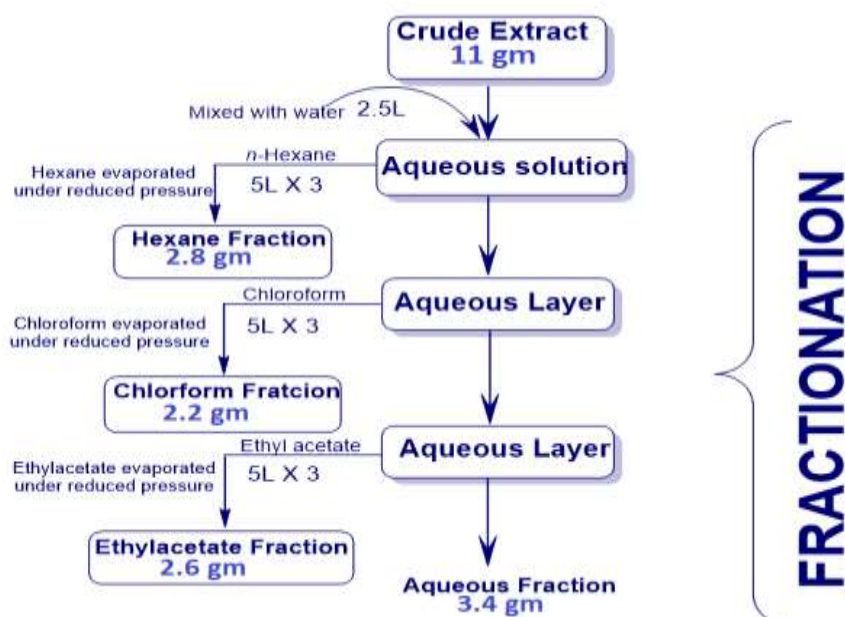 Crude Extract
11 gm
Mixed with water 2.5L
Aqueous solution
n-Hexane
5L X 3
Hexane evaporated
under reduced pressure
Hexane Fraction
2.8 gm
Aqueous Layer
Chloroform
5L X 3
Chloroform evaporated
under reduced pressure
Chlorform Fratcion
2.2 gm
Aqueous Layer
Ethyl acetate
5L X 3
Ethylacetate evaporated
under reduced pressure
Ethylacetate Fraction
2.6 gm
Aqueous Fraction
3.4 gm
FRACTIONATION